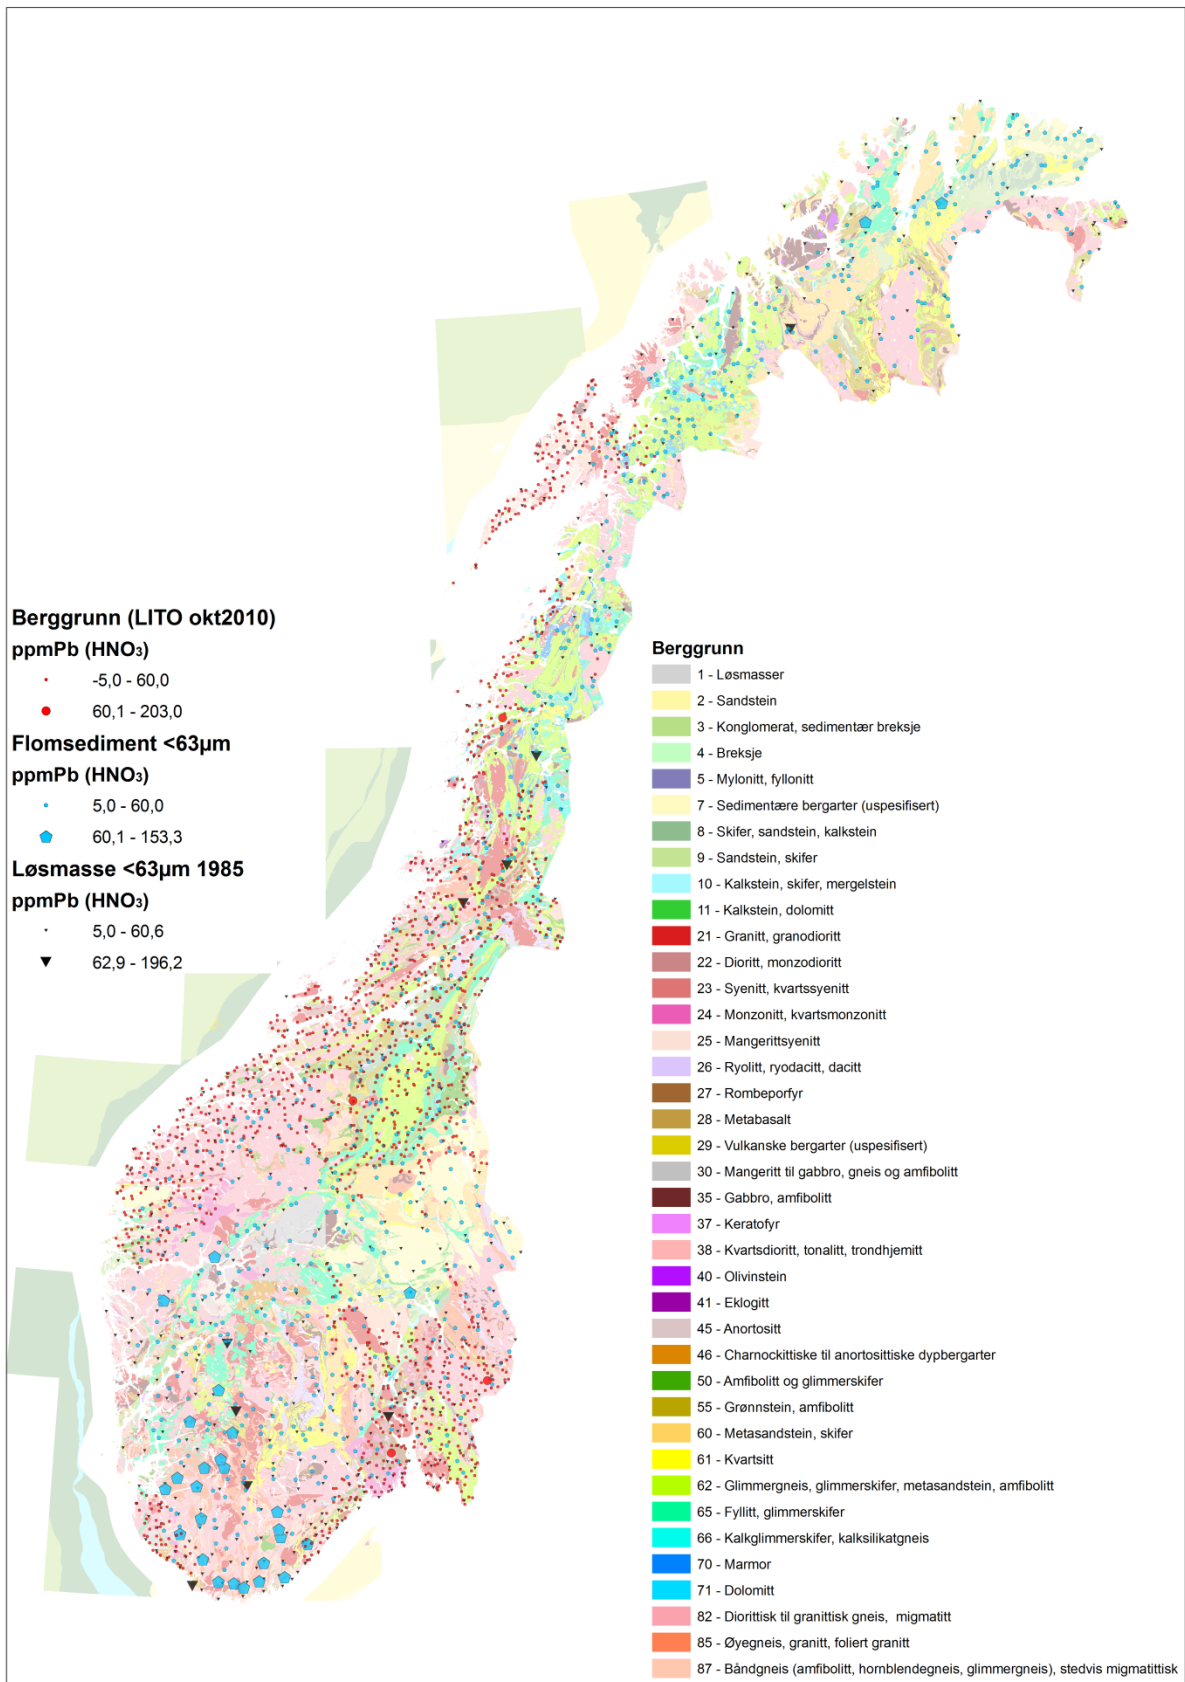 Berggrunn (LITO okt2010)
ppmPb (HNO₃)
-5,0 - 60,0
60,1 - 203,0
Flomsediment <63µm
ppmPb (HNO₃)
5,0 - 60,0
60,1 - 153,3
Løsmasse <63µm 1985
ppmPb (HNO₃)
5,0 - 60,6
62,9 - 196,2
Berggrunn
1 - Løsmasser
2 - Sandstein
3 - Konglomerat, sedimentær breksje
4 - Breksje
5 - Mylonitt, fyllonitt
7 - Sedimentære bergarter (uspesifisert)
8 - Skifer, sandstein, kalkstein
9 - Sandstein, skifer
10 - Kalkstein, skifer, mergelstein
11 - Kalkstein, dolomitt
21 - Granitt, granodioritt
22 - Dioritt, monzodioritt
23 - Syenitt, kvartssyenitt
24 - Monzonitt, kvartsmonzonitt
25 - Mangerittsyenitt
26 - Ryolitt, ryodacitt, dacitt
27 - Rombeporfyr
28 - Metabasalt
29 - Vulkanske bergarter (uspesifisert)
30 - Mangeritt til gabbro, gneis og amfibolitt
35 - Gabbro, amfibolitt
37 - Keratofyr
38 - Kvartsdioritt, tonalitt, trondhjemitt
40 - Olivinstein
41 - Eklogitt
45 - Anortositt
46 - Charnockittiske til anortosittiske dypbergarter
50 - Amfibolitt og glimmerskifer
55 - Grønnstein, amfibolitt
60 - Metasandstein, skifer
61 - Kvartsitt
62 - Glimmergneis, glimmerskifer, metasandstein, amfibolitt
65 - Fyllitt, glimmerskifer
66 - Kalkglimmerskifer, kalksilikatgneis
70 - Marmor
71 - Dolomitt
82 - Diorittisk til granittisk gneis, migmatitt
85 - Øyegneis, granitt, foliert granitt
87 - Båndgneis (amfibolitt, hornblendegneis, glimmergneis), stedvis migmatittisk